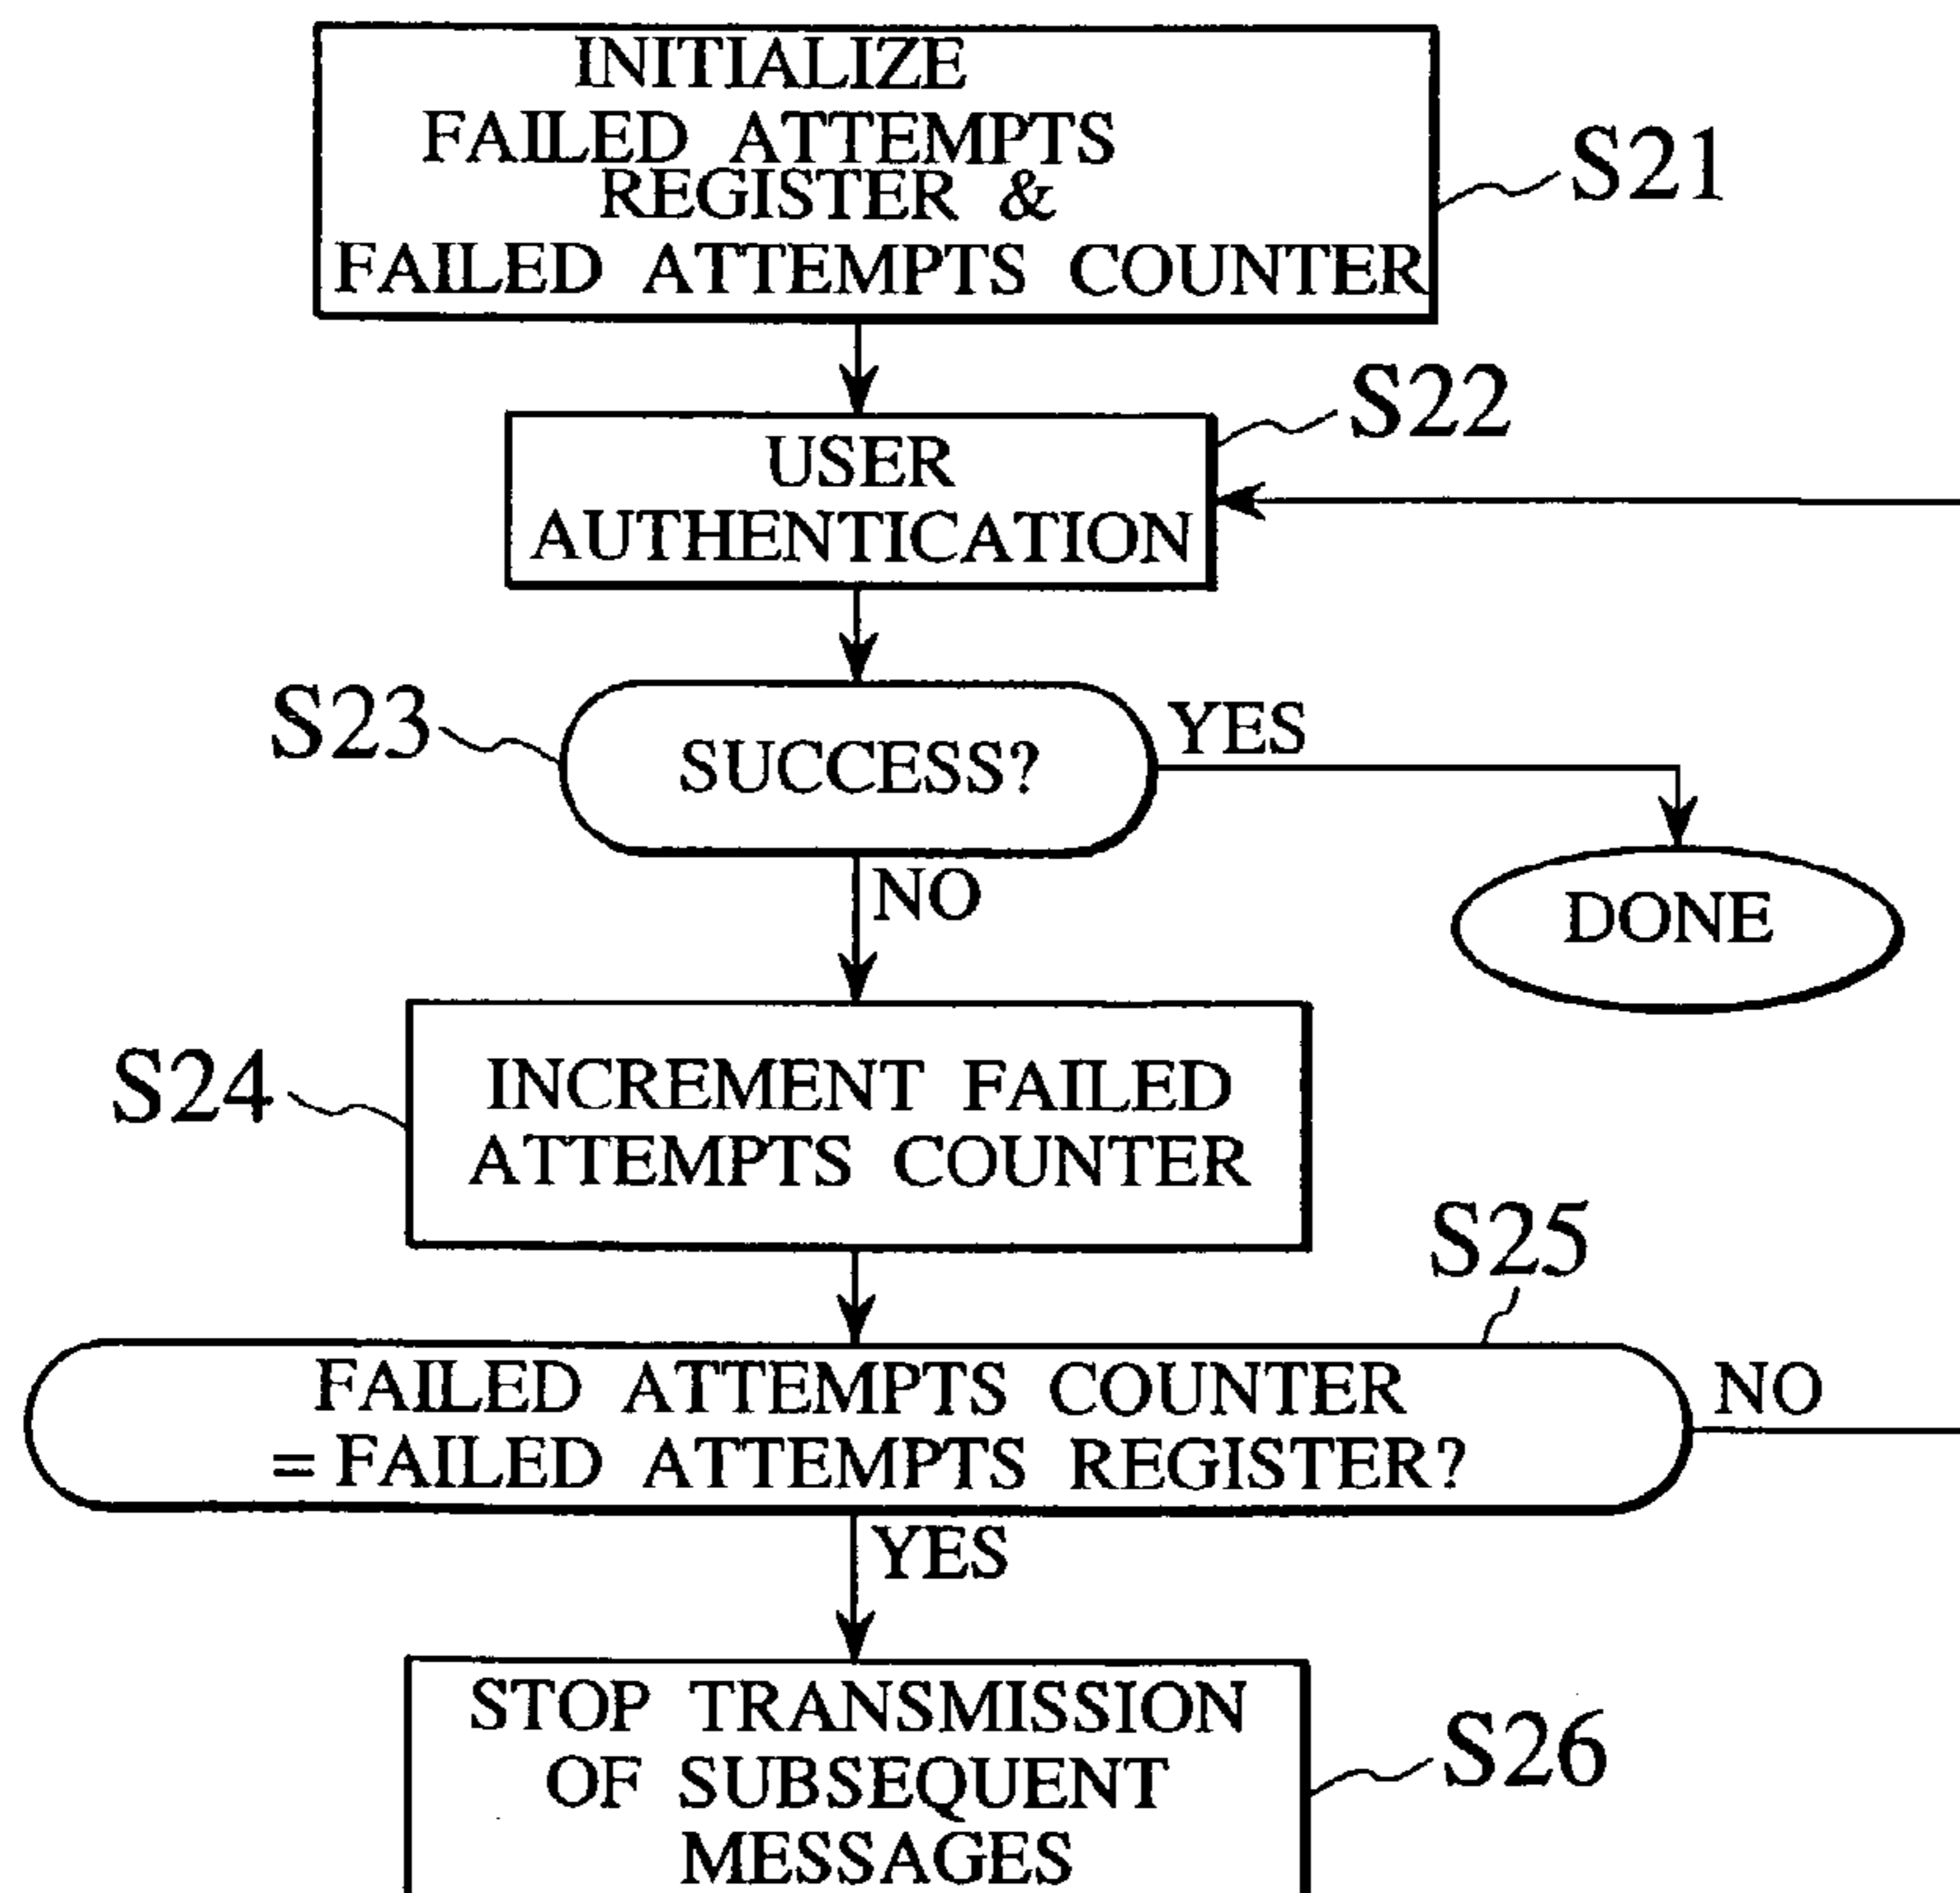 INITIALIZE
FAILED ATTEMPTS
REGISTER &
FAILED ATTEMPTS COUNTER
S21
S22
USER
AUTHENTICATION
S23
SUCCESS?
YES
NO
DONE
S24
INCREMENT FAILED
ATTEMPTS COUNTER
S25
FAILED ATTEMPTS COUNTER
= FAILED ATTEMPTS REGISTER?
NO
YES
STOP TRANSMISSION
OF SUBSEQUENT
MESSAGES
S26